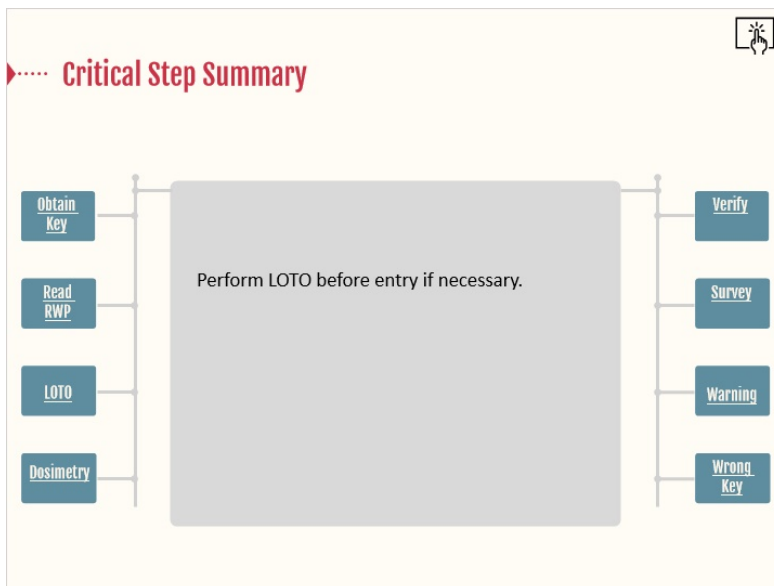 Critical Step Summary
Obtain
Key
Read
RWP
LOTO
Dosimetry
Perform LOTO before entry if necessary.
Verify
Survey
Warning
Wrong
Key